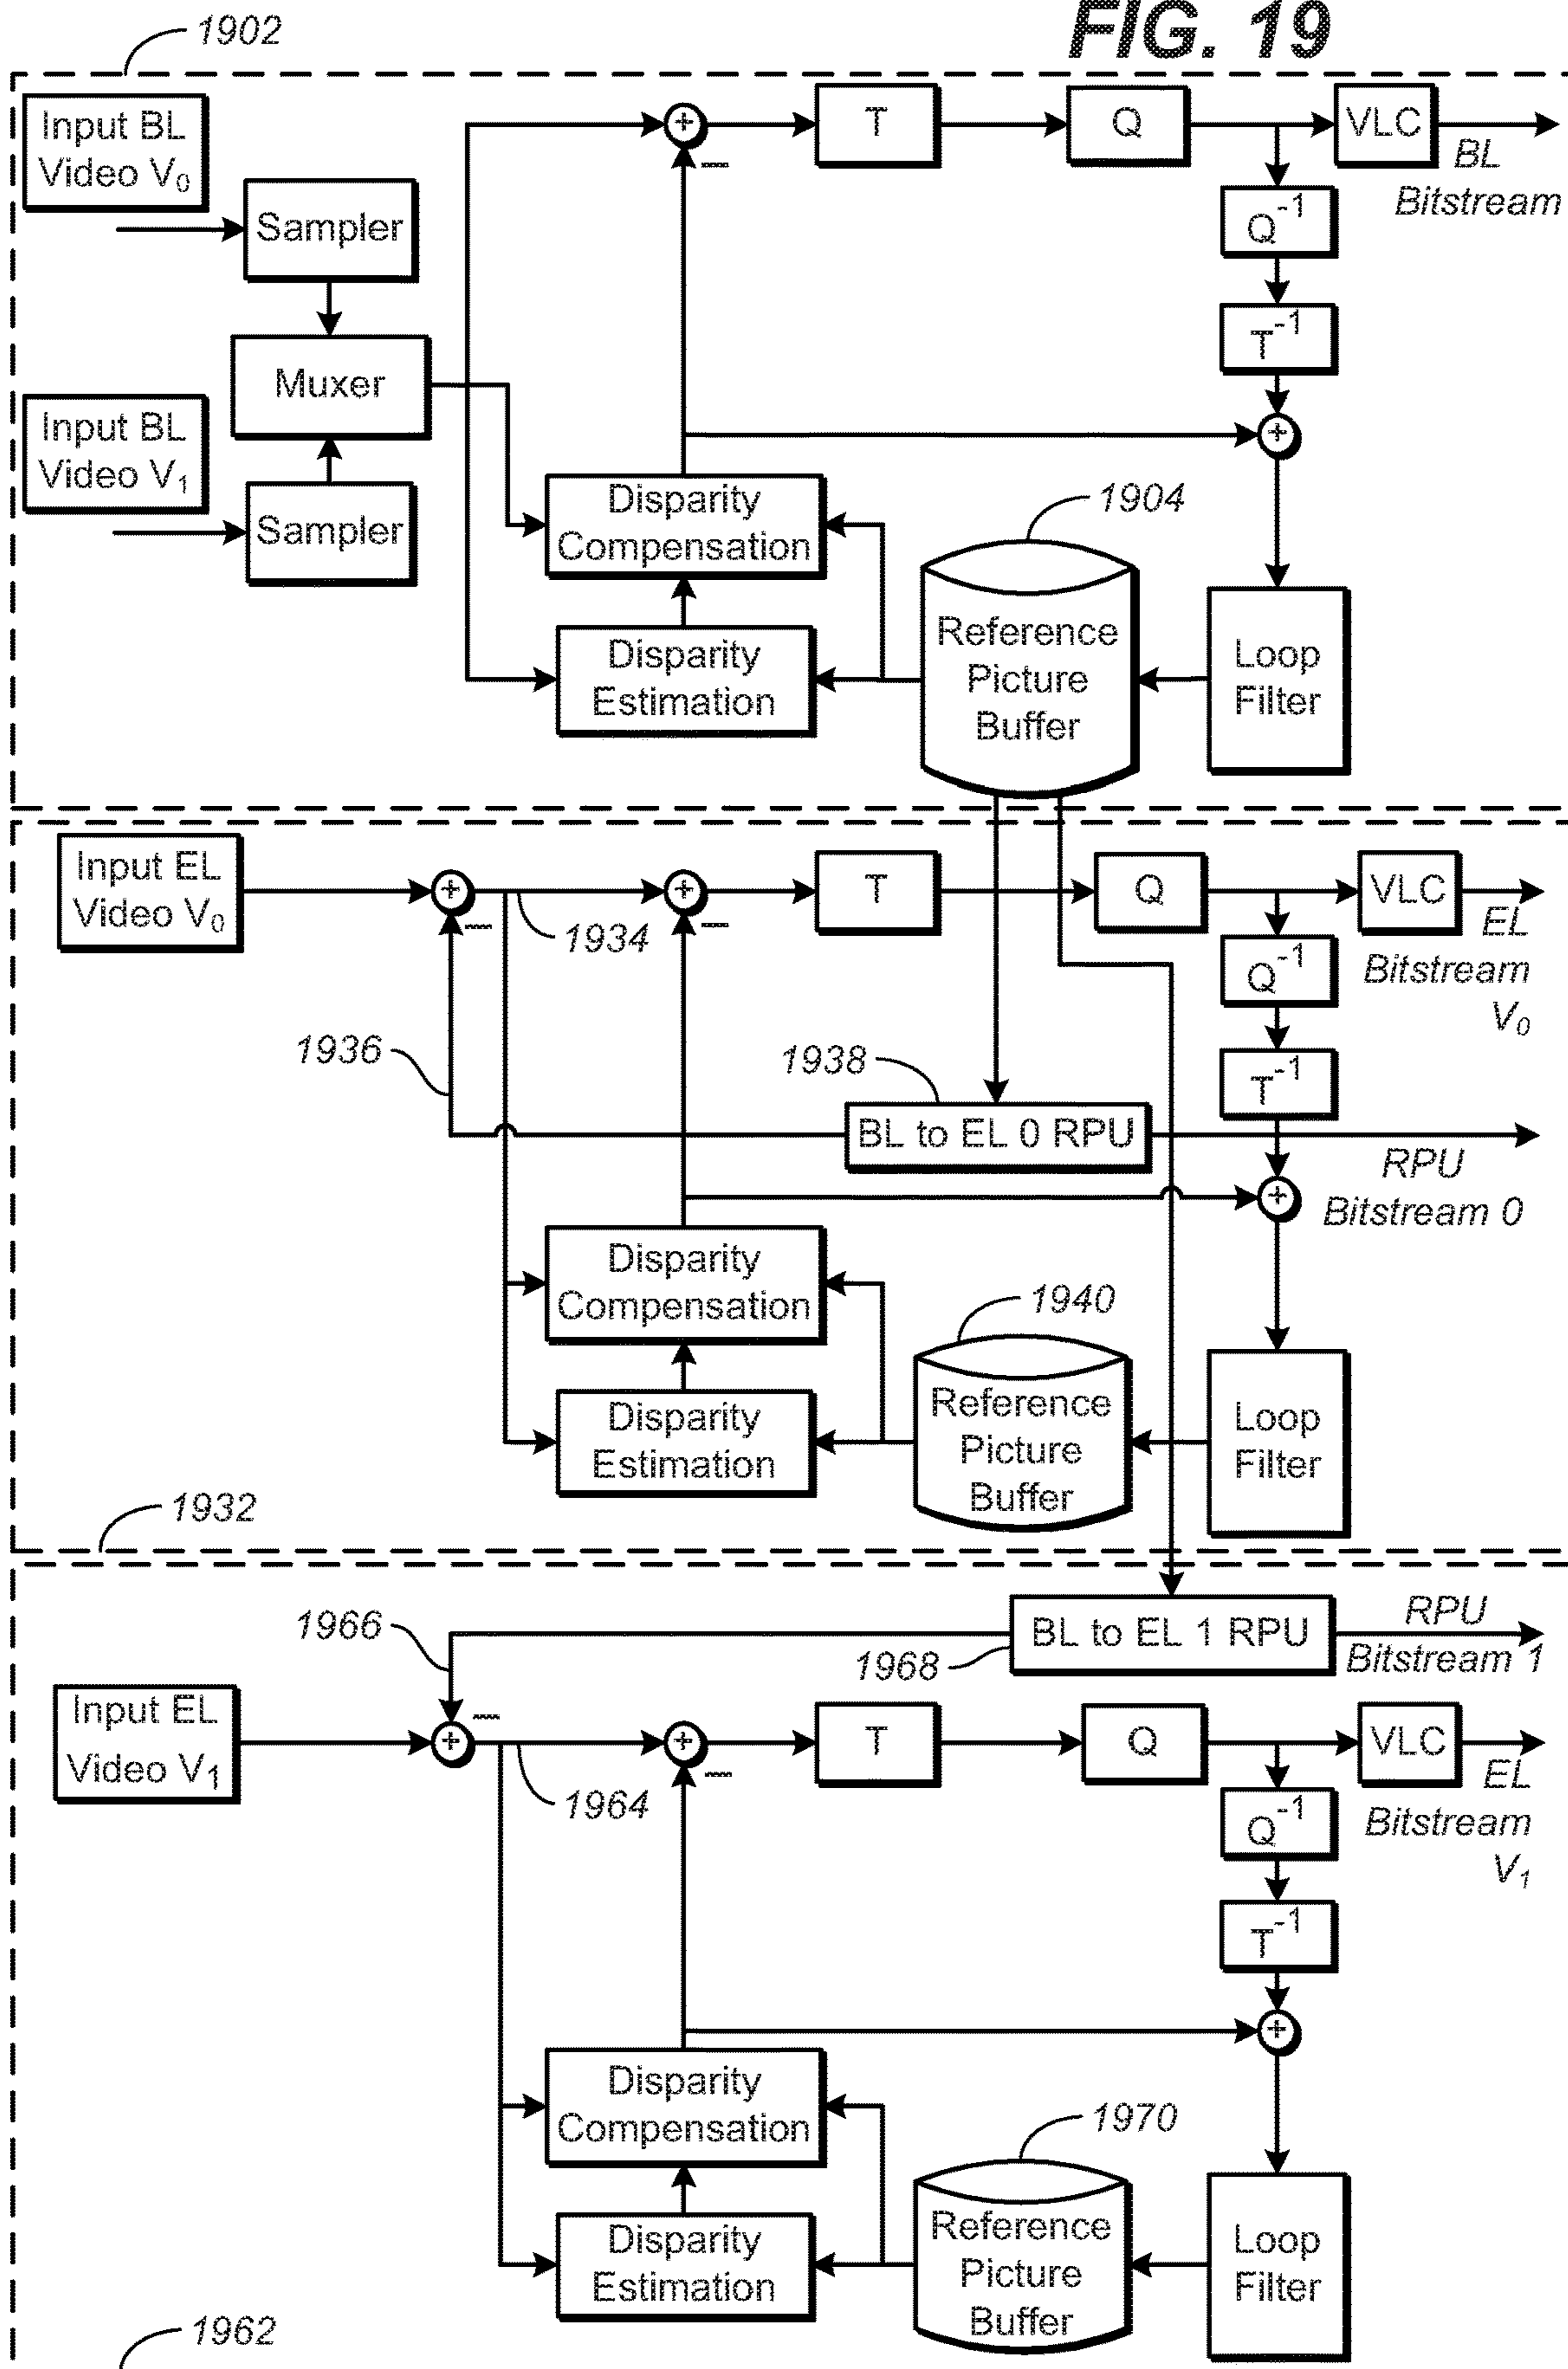 FIG. 19
1902
Input BL
Video V₀
Sampler
Muxer
Input BL
Video V₁
Sampler
+
T
Q
VLC
BL
Bitstream
Q⁻¹
T⁻¹
+
Disparity
Compensation
Disparity
Estimation
1904
Reference
Picture
Buffer
Loop
Filter
Input EL
Video V₀
+
1934
+
T
Q
VLC
EL
Bitstream
V₀
Q⁻¹
T⁻¹
1936
1938
BL to EL 0 RPU
RPU
Bitstream 0
+
Disparity
Compensation
Disparity
Estimation
1940
Reference
Picture
Buffer
Loop
Filter
1932
1966
BL to EL 1 RPU
1968
RPU
Bitstream 1
Input EL
Video V₁
+
1964
+
T
Q
VLC
EL
Bitstream
V₁
Q⁻¹
T⁻¹
+
Disparity
Compensation
Disparity
Estimation
1970
Reference
Picture
Buffer
Loop
Filter
1962